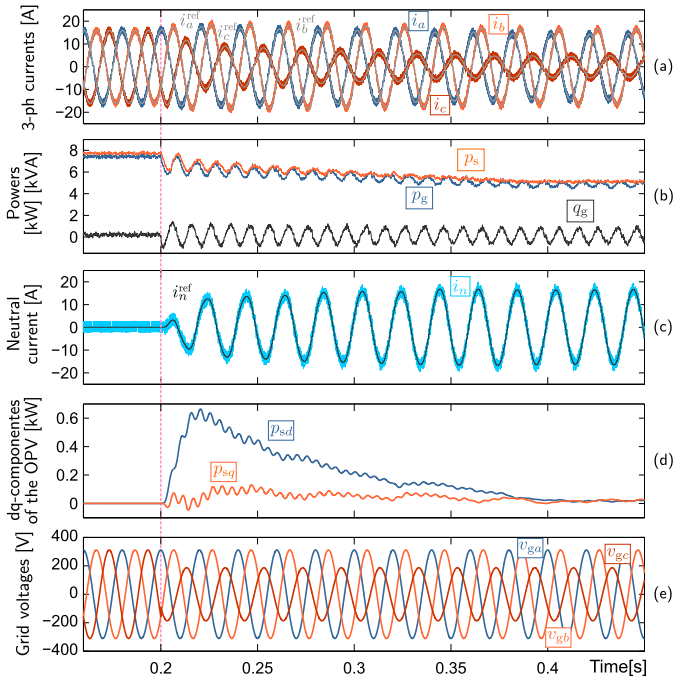 3-ph currents [A]
20
10
0
−10
−20
i_a^ref
i_c^ref
i_b^ref
i_a
i_b
i_c
(a)
Powers
[kW] [kVA]
8
6
4
2
0
p_s
p_g
q_g
(b)
Neutral
current [A]
20
10
0
−10
−20
i_n^ref
i_n
(c)
dq-componentes
of the OPV [kW]
0.6
0.4
0.2
0
p_sd
p_sq
(d)
Grid voltages [V]
400
200
0
−200
−400
v_ga
v_gc
v_gb
(e)
0.2
0.25
0.3
0.35
0.4
Time[s]